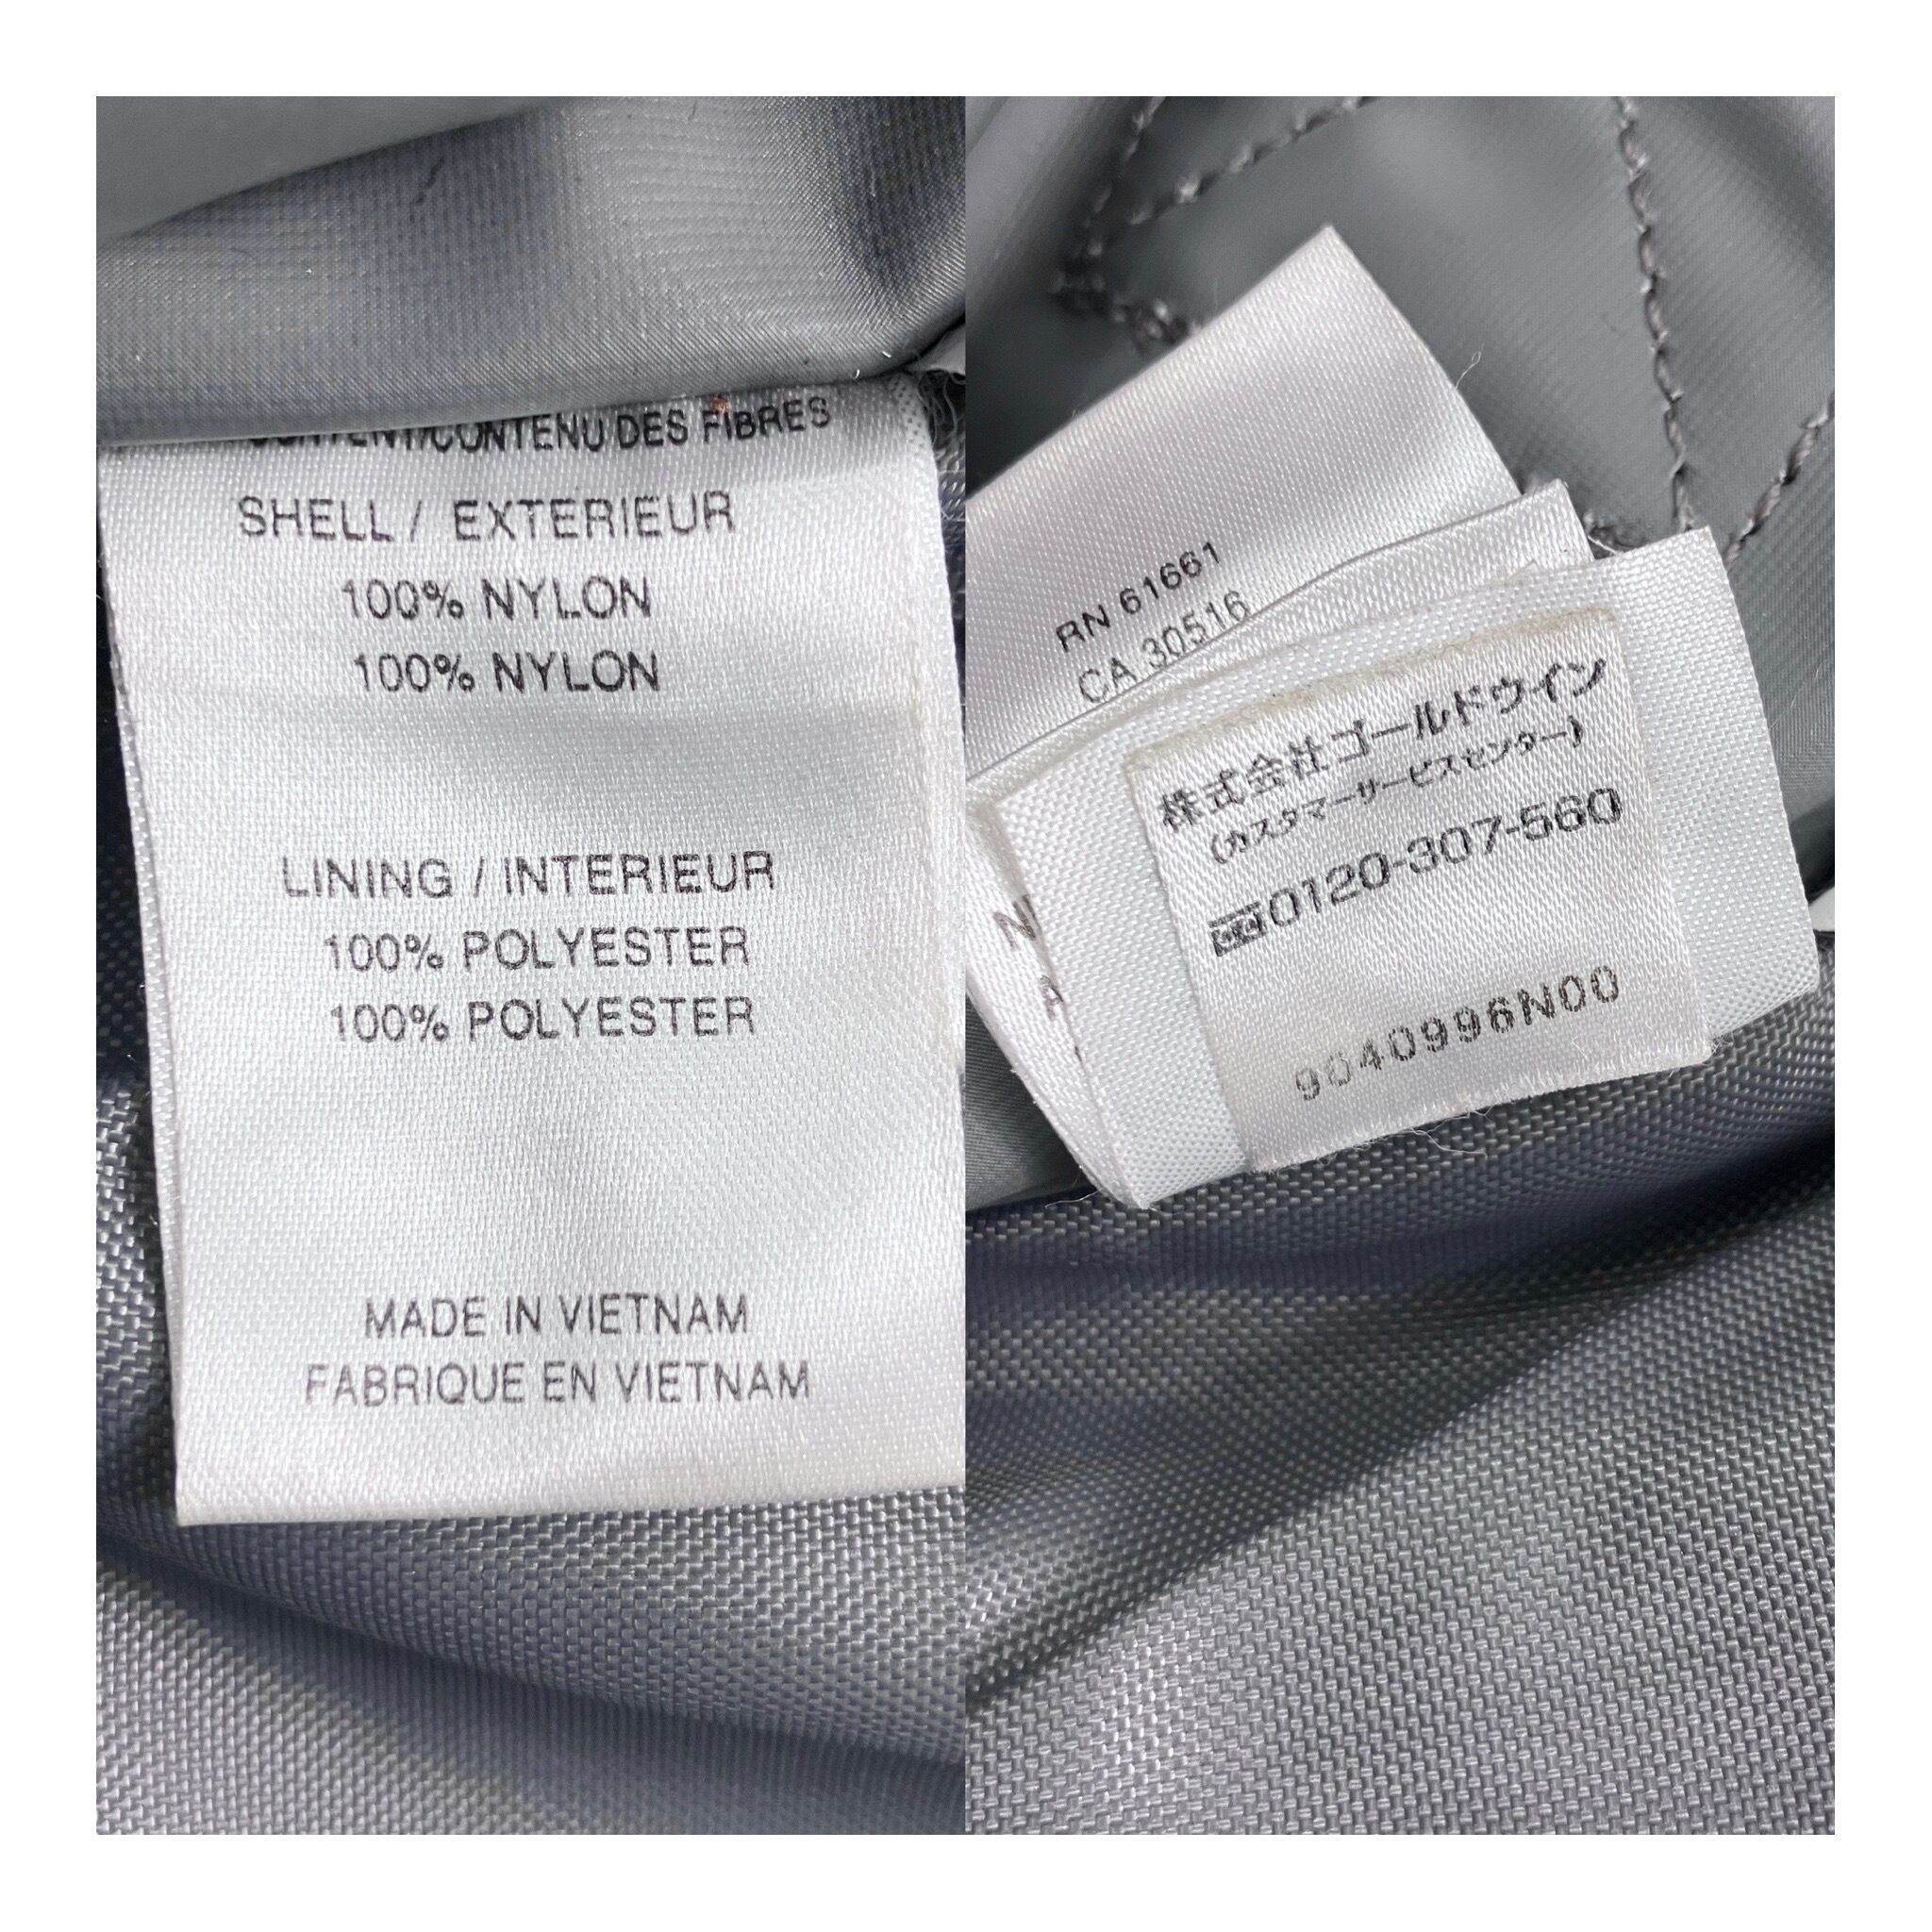 CONTENT/CONTENU DES FIBRES
SHELL / EXTERIEUR
100% NYLON
100% NYLON
LINING / INTERIEUR
100% POLYESTER
100% POLYESTER
MADE IN VIETNAM
FABRIQUE EN VIETNAM
RN 61661
CA 30516
株式会社ゴールドウイン
(カスタマーサービスセンター)
0120-307-560
9040996N00